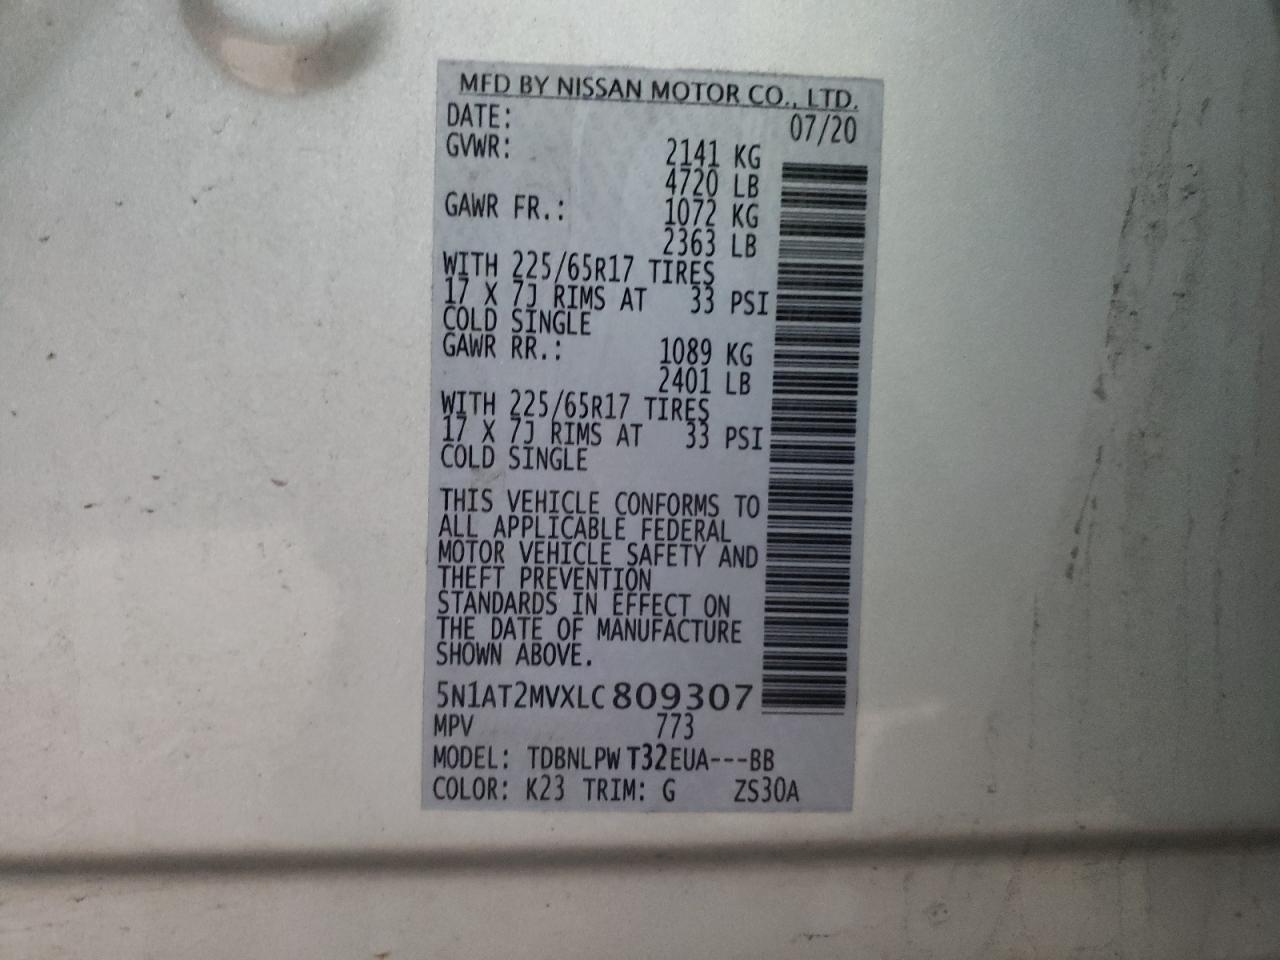 MFD BY NISSAN MOTOR CO., LTD.
DATE: 07/20
GVWR: 2141 KG
4720 LB
GAWR FR.: 1072 KG
2363 LB
WITH 225/65R17 TIRES
17 X 7J RIMS AT 33 PSI
COLD SINGLE
GAWR RR.: 1089 KG
2401 LB
WITH 225/65R17 TIRES
17 X 7J RIMS AT 33 PSI
COLD SINGLE
THIS VEHICLE CONFORMS TO
ALL APPLICABLE FEDERAL
MOTOR VEHICLE SAFETY AND
THEFT PREVENTION
STANDARDS IN EFFECT ON
THE DATE OF MANUFACTURE
SHOWN ABOVE.
5N1AT2MVXLC809307
MPV 773
MODEL: TDBNLPW T32EUA---BB
COLOR: K23 TRIM: G ZS30A